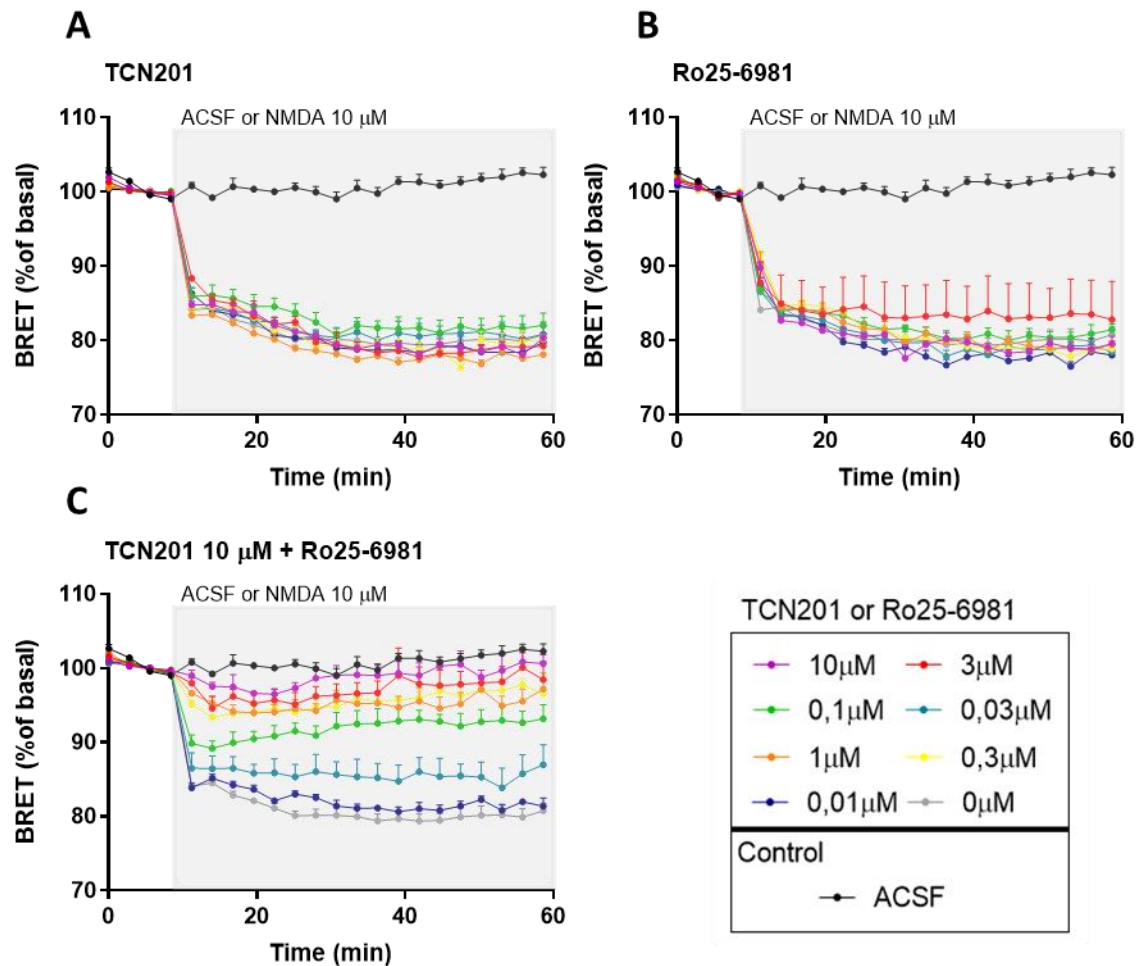 A
TCN201
ACSF or NMDA 10 μM
110
100
90
80
70
BRET (%of basal)
0 20 40 60
Time (min)
B
Ro25-6981
ACSF or NMDA 10 μM
110
100
90
80
70
BRET (%of basal)
0 20 40 60
Time (min)
C
TCN201 10 μM + Ro25-6981
ACSF or NMDA 10 μM
110
100
90
80
70
BRET (%of basal)
0 20 40 60
Time (min)
TCN201 or Ro25-6981
10μM 3μM
0,1μM 0,03μM
1μM 0,3μM
0,01μM 0μM
Control
ACSF